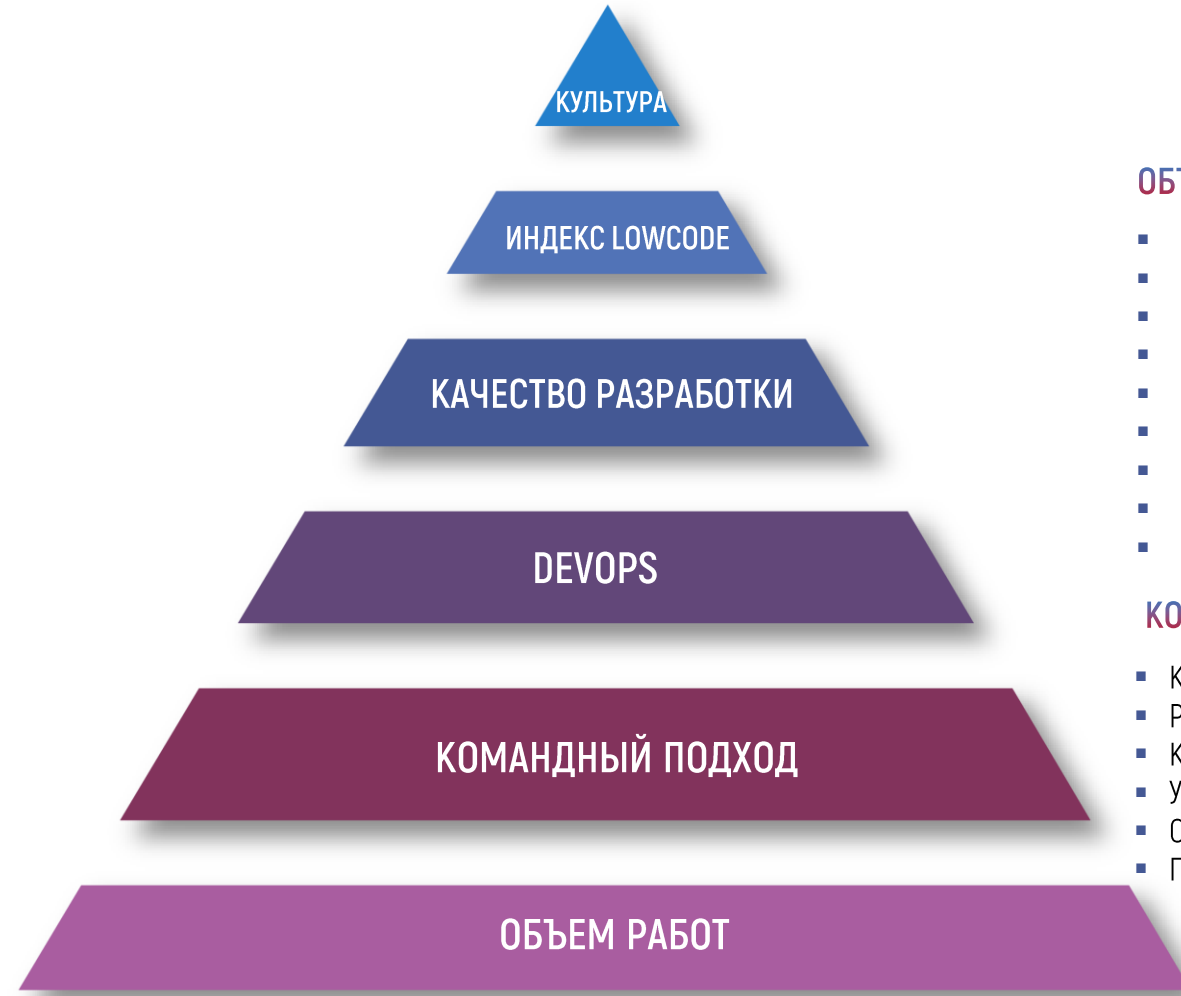 КУЛЬТУРА
ИНДЕКС LOWCODE
КАЧЕСТВО РАЗРАБОТКИ
DEVOPS
КОМАНДНЫЙ ПОДХОД
ОБЪЕМ РАБОТ